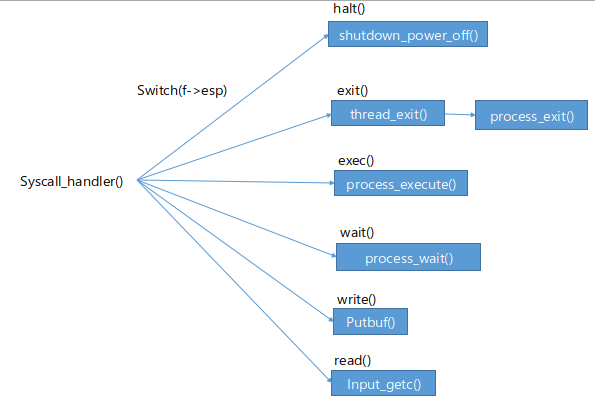 halt()
shutdown_power_off()
Switch(f->esp)
exit()
thread_exit()
process_exit()
exec()
Syscall_handler()
process_execute()
wait()
process_wait()
write()
Putbuf()
read()
Input_getc()